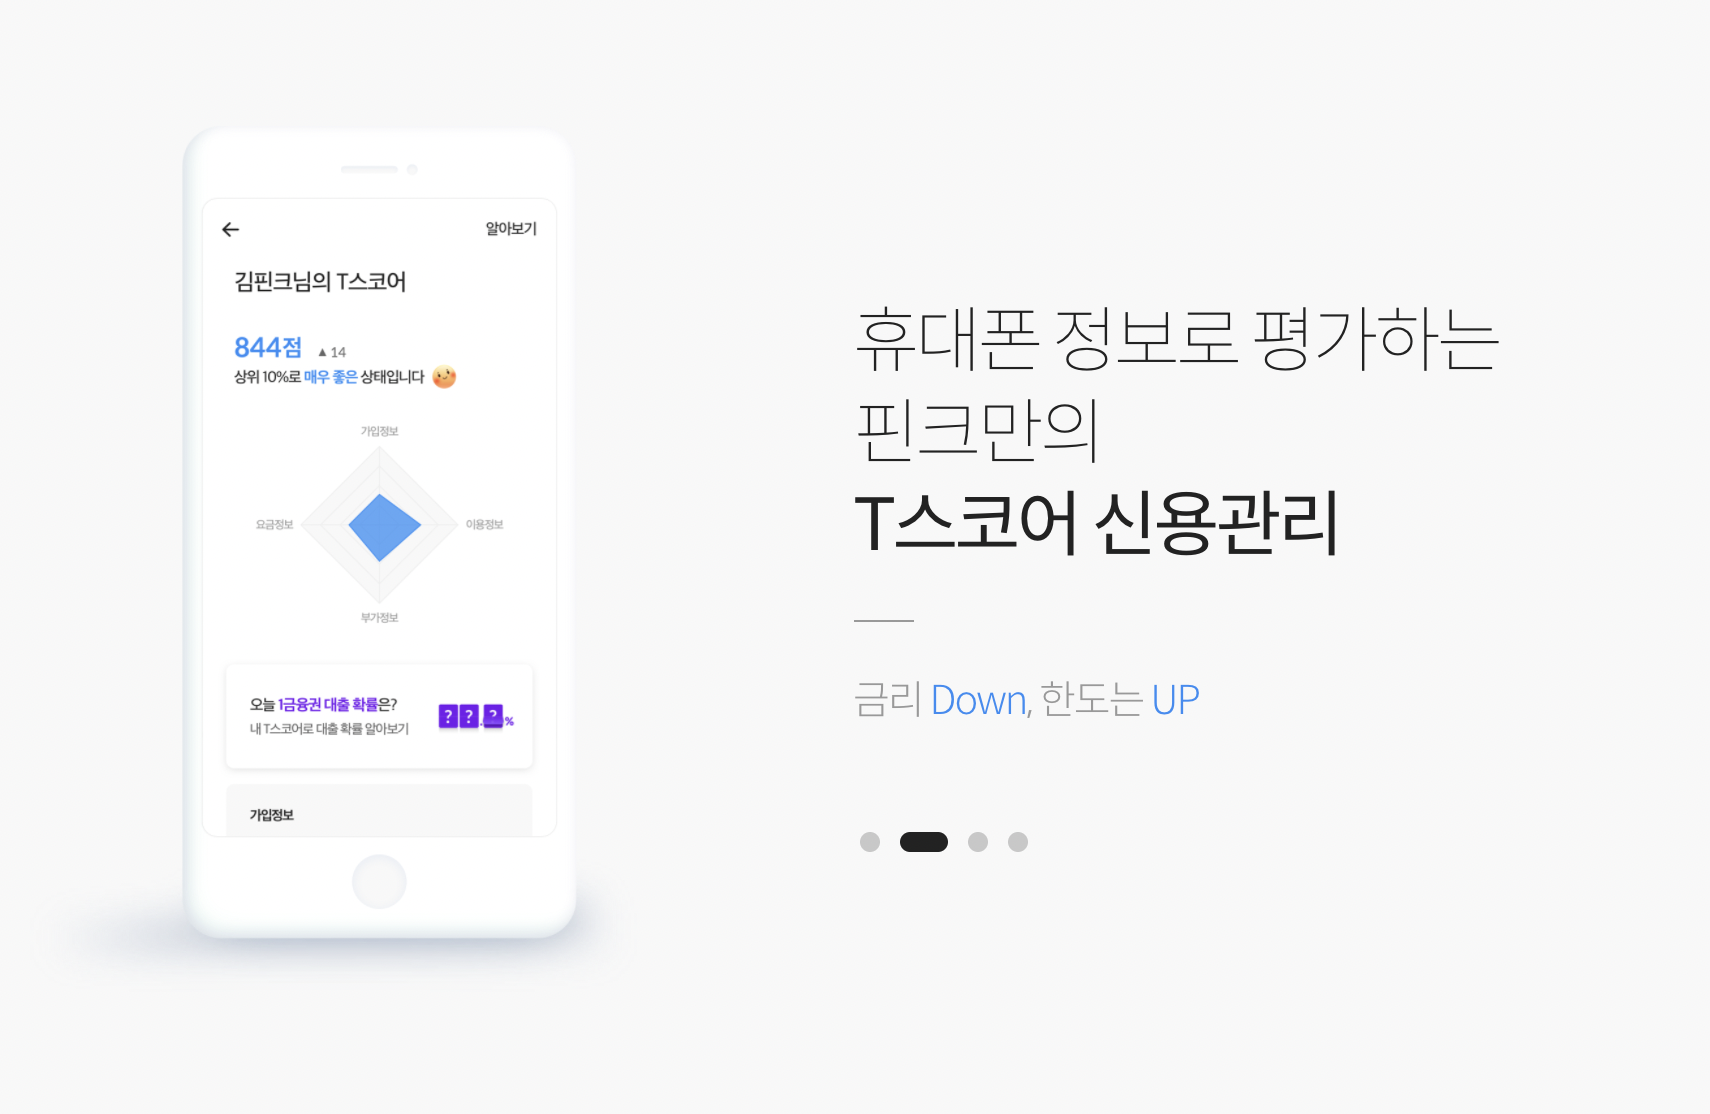 알아보기
김핀크님의 T스코어
844점 ▲ 14
상위 10%로 매우 좋은 상태입니다
가입정보
요금정보
이용정보
부가정보
오늘 1금융권 대출 확률은?
내 T스코어로 대출 확률 알아보기
? ? . ? %
가입정보
휴대폰 정보로 평가하는
핀크만의
T스코어 신용관리
금리 Down, 한도는 UP